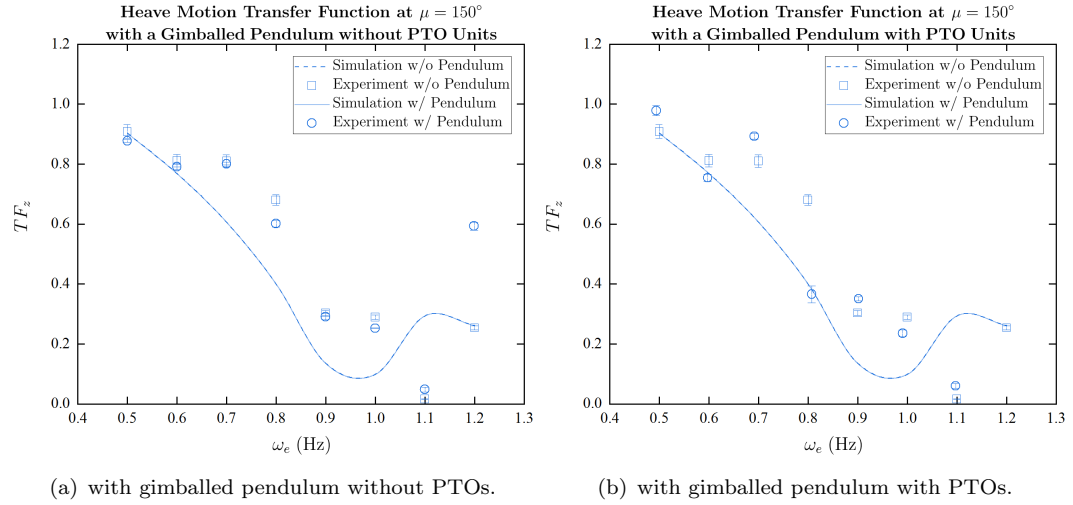 Heave Motion Transfer Function at μ = 150°
with a Gimballed Pendulum without PTO Units
1.2
1.0
0.8
0.6
0.4
0.2
0.0
TF_z
Simulation w/o Pendulum
Experiment w/o Pendulum
Simulation w/ Pendulum
Experiment w/ Pendulum
0.4 0.5 0.6 0.7 0.8 0.9 1.0 1.1 1.2 1.3
ω_e (Hz)
(a) with gimballed pendulum without PTOs.
Heave Motion Transfer Function at μ = 150°
with a Gimballed Pendulum with PTO Units
1.2
1.0
0.8
0.6
0.4
0.2
0.0
TF_z
Simulation w/o Pendulum
Experiment w/o Pendulum
Simulation w/ Pendulum
Experiment w/ Pendulum
0.4 0.5 0.6 0.7 0.8 0.9 1.0 1.1 1.2 1.3
ω_e (Hz)
(b) with gimballed pendulum with PTOs.